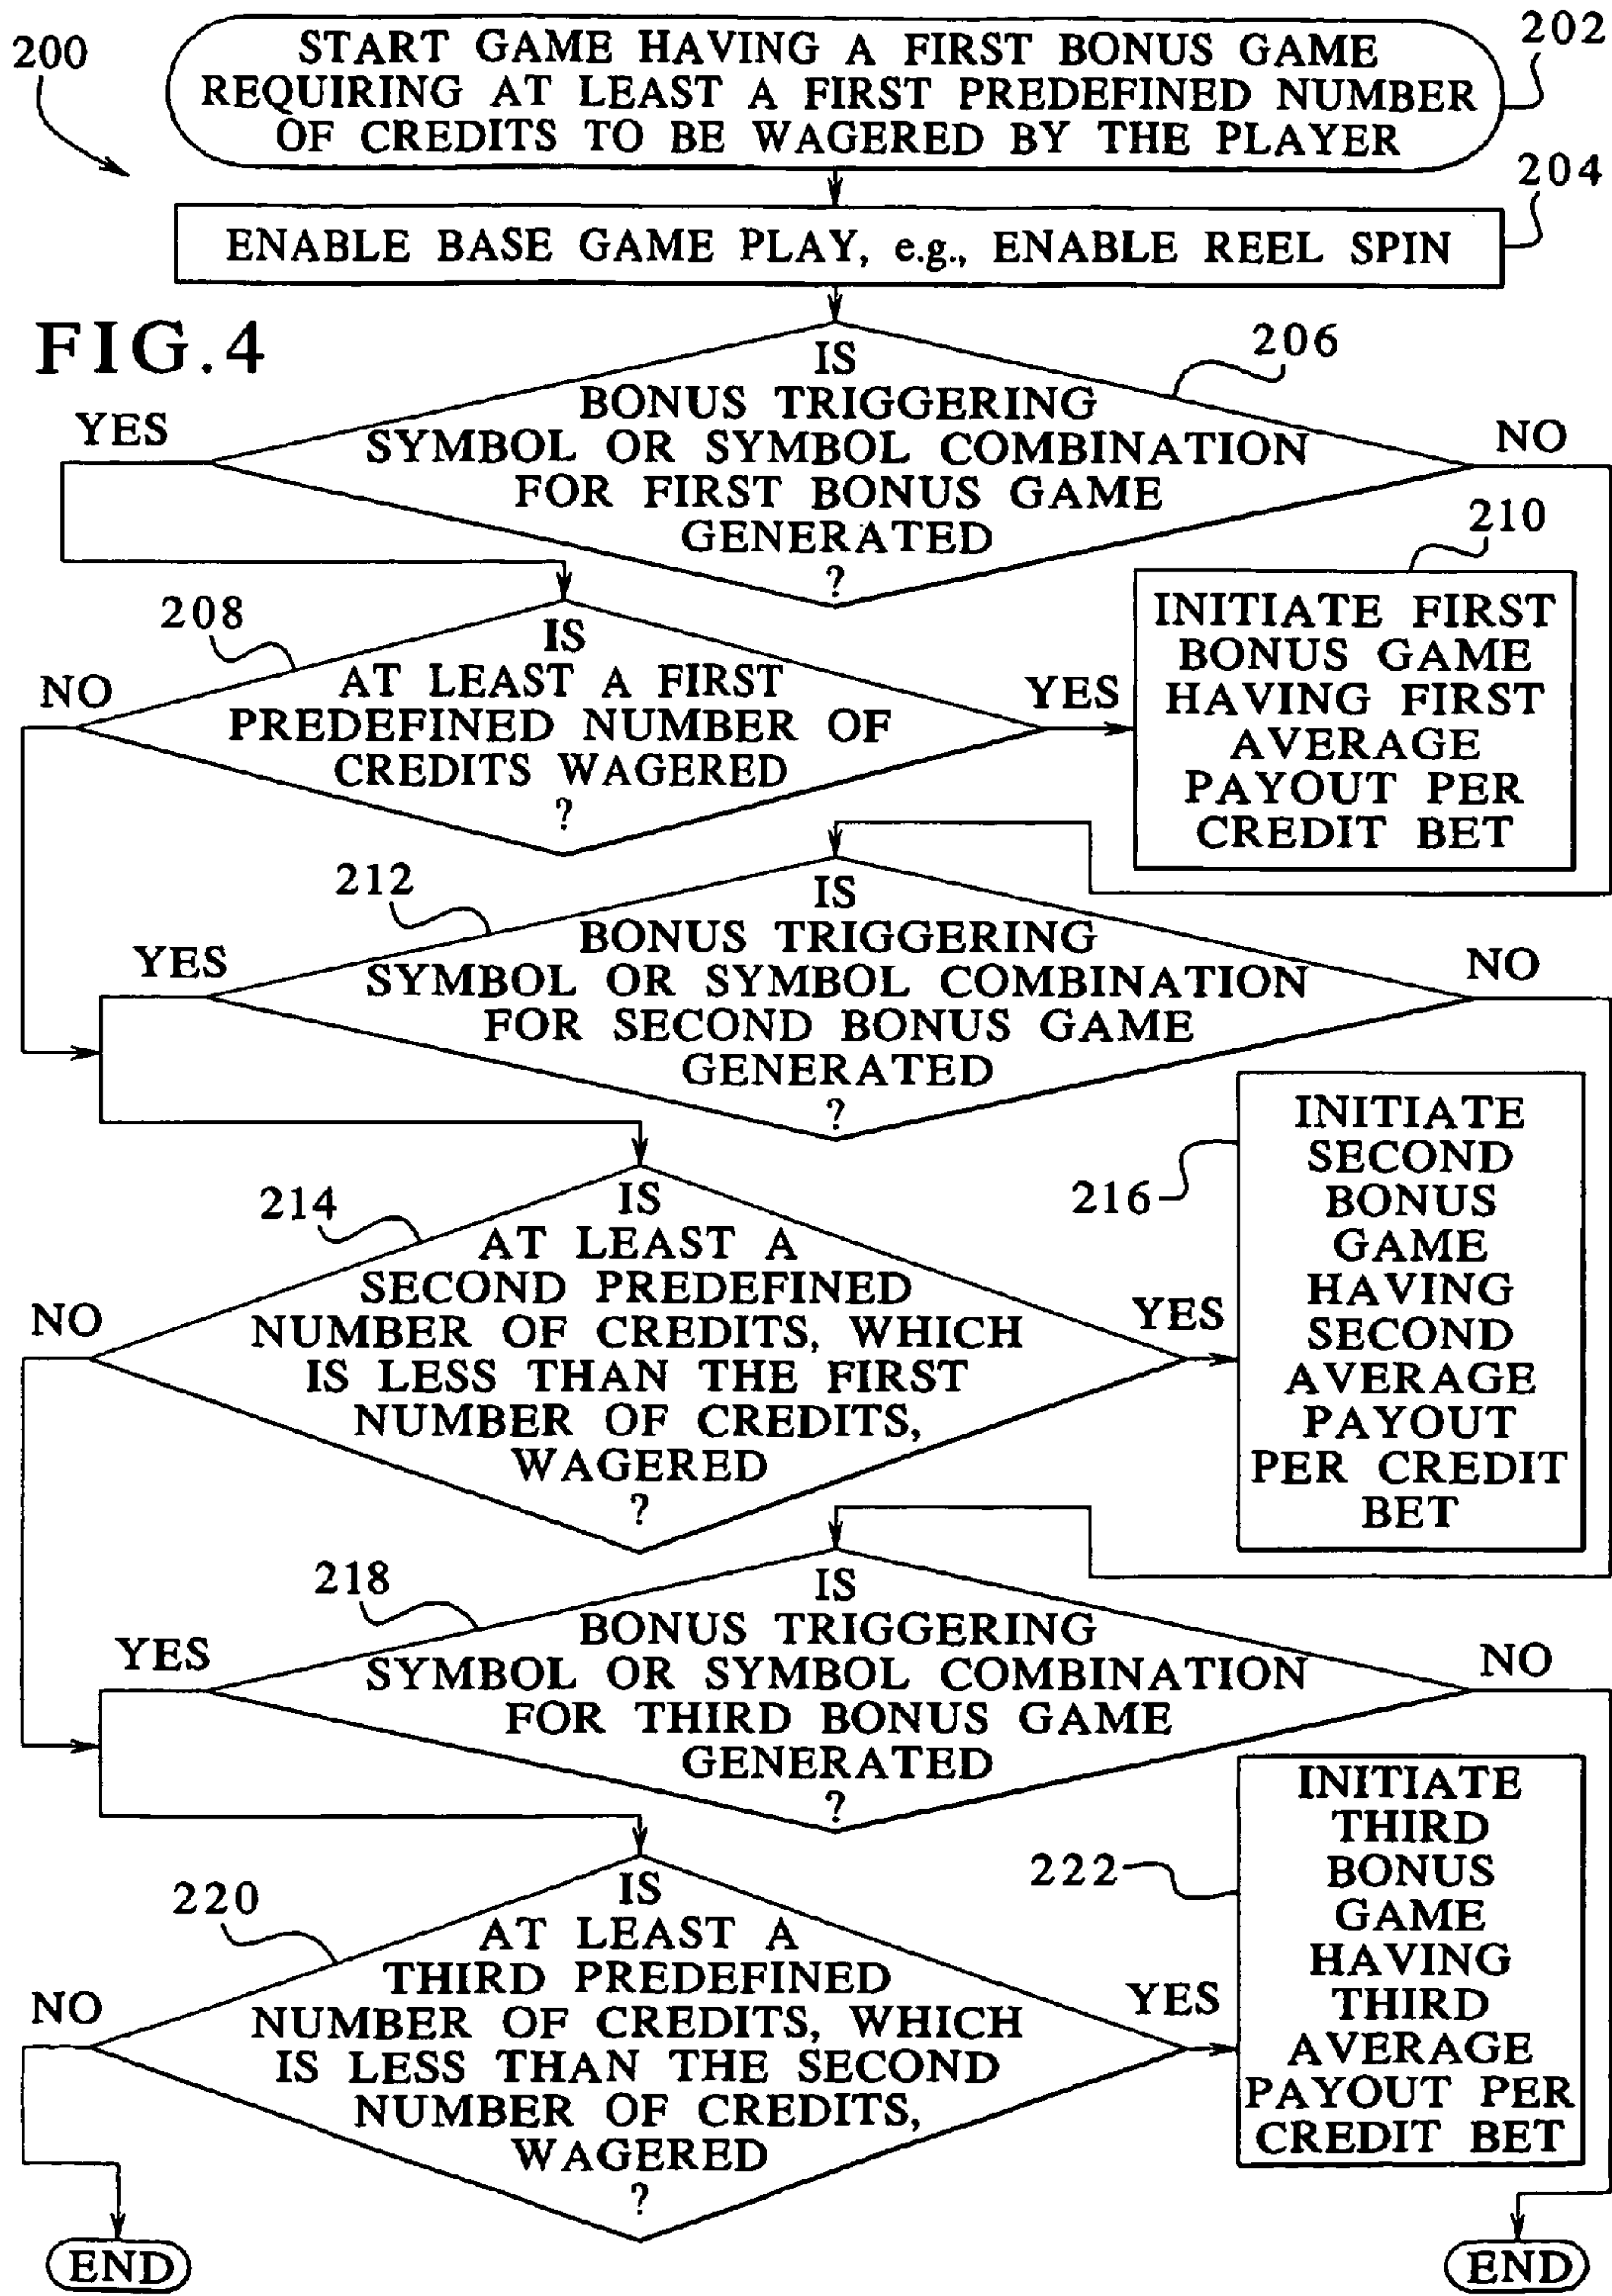 200
START GAME HAVING A FIRST BONUS GAME
REQUIRING AT LEAST A FIRST PREDEFINED NUMBER
OF CREDITS TO BE WAGERED BY THE PLAYER
202
204
ENABLE BASE GAME PLAY, e.g., ENABLE REEL SPIN
FIG.4
206
IS
BONUS TRIGGERING
SYMBOL OR SYMBOL COMBINATION
FOR FIRST BONUS GAME
GENERATED
?
YES
NO
208
IS
AT LEAST A FIRST
PREDEFINED NUMBER OF
CREDITS WAGERED
?
NO
YES
210
INITIATE FIRST
BONUS GAME
HAVING FIRST
AVERAGE
PAYOUT PER
CREDIT BET
212
IS
BONUS TRIGGERING
SYMBOL OR SYMBOL COMBINATION
FOR SECOND BONUS GAME
GENERATED
?
YES
NO
214
IS
AT LEAST A
SECOND PREDEFINED
NUMBER OF CREDITS, WHICH
IS LESS THAN THE FIRST
NUMBER OF CREDITS,
WAGERED
?
NO
YES
216
INITIATE
SECOND
BONUS
GAME
HAVING
SECOND
AVERAGE
PAYOUT
PER CREDIT
BET
218
IS
BONUS TRIGGERING
SYMBOL OR SYMBOL COMBINATION
FOR THIRD BONUS GAME
GENERATED
?
YES
NO
220
IS
AT LEAST A
THIRD PREDEFINED
NUMBER OF CREDITS, WHICH
IS LESS THAN THE SECOND
NUMBER OF CREDITS,
WAGERED
?
NO
YES
222
INITIATE
THIRD
BONUS
GAME
HAVING
THIRD
AVERAGE
PAYOUT PER
CREDIT BET
END
END